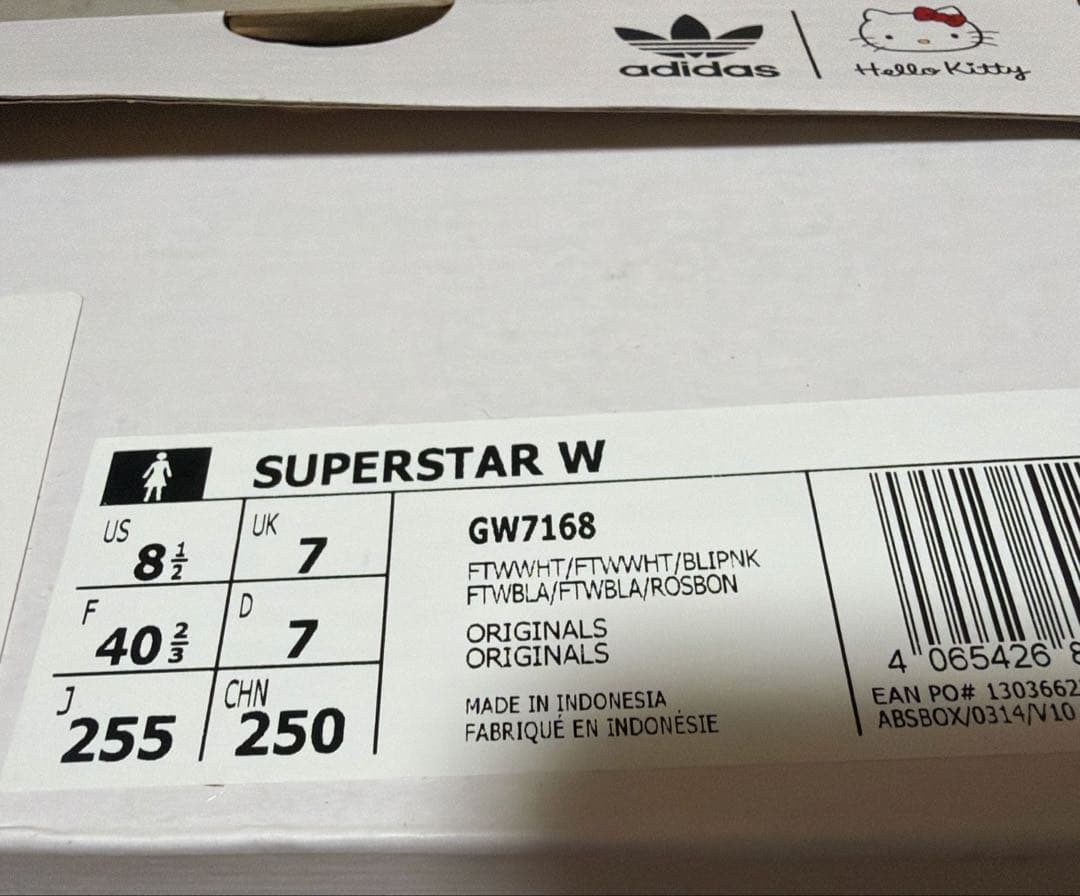 adidas
Hello Kitty
SUPERSTAR W
US 8½
UK 7
F 40⅔
D 7
J 255
CHN 250
GW7168
FTWWHT/FTWWHT/BLIPNK
FTWBLA/FTWBLA/ROSBON
ORIGINALS
ORIGINALS
MADE IN INDONESIA
FABRIQUÉ EN INDONÉSIE
4 065426
EAN PO# 1303662
ABSBOX/0314/V10